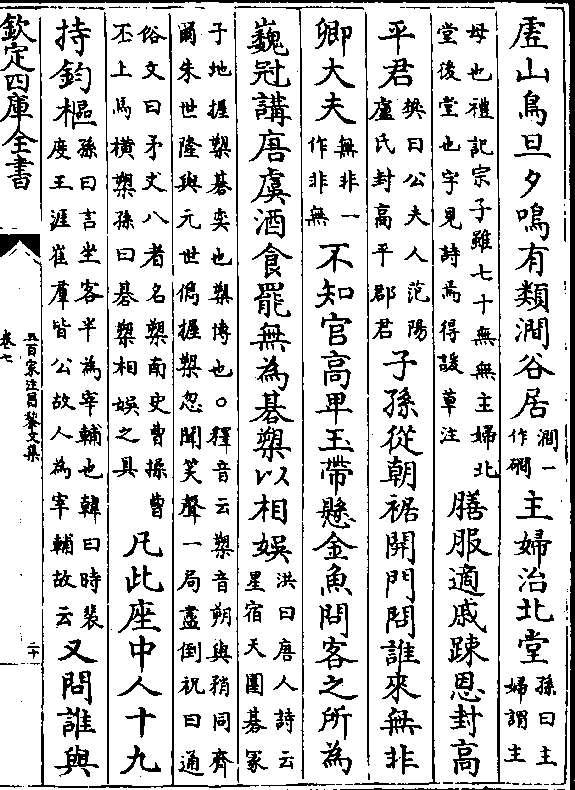 虛山鳥旦夕鳴有類澗谷居澗一作磵主婦治北堂孫曰主婦謂主
母也禮記宗子雖七十無無主婦北堂後堂也字見詩焉得諼草注膳服適戚踈恩封高
平君樊曰公夫人范陽盧氏封高平郡君子孫從朝裾開門問誰來無非
卿大夫無非一作非無不知官高卑玉帶懸金魚問客之所為
巍冠講唐虞酒食罷無為棊槊以相娛洪曰唐人詩云星宿天圍棊冢
子地握槊棊奕也槊博也〇釋音云槊音朔與矟同齊爾朱世隆與元世儁握槊忽聞笑聲一局盡倒祝曰通
俗文曰矛丈八者名槊南史曹操曹丕上馬橫槊孫曰棊槊相娛之具凡此座中人十九
持鈞樞孫曰言坐客半為宰輔也韓曰時裴度王涯崔羣皆公故人為宰輔故云又問誰與
欽定四庫全書
五百家注昌黎文集
卷七
二十